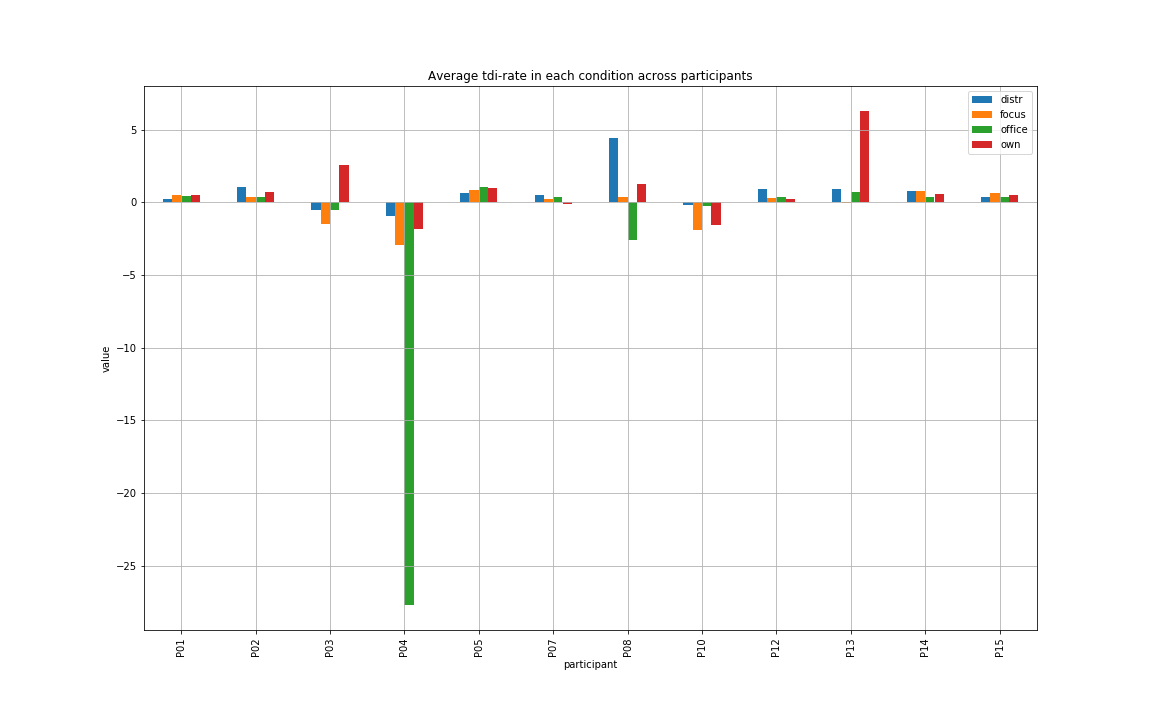 Average tdi-rate in each condition across participants
distr
focus
office
own
5
0
−5
−10
−15
−20
−25
value
P01
P02
P03
P04
P05
P07
P08
P10
P12
P13
P14
P15
participant